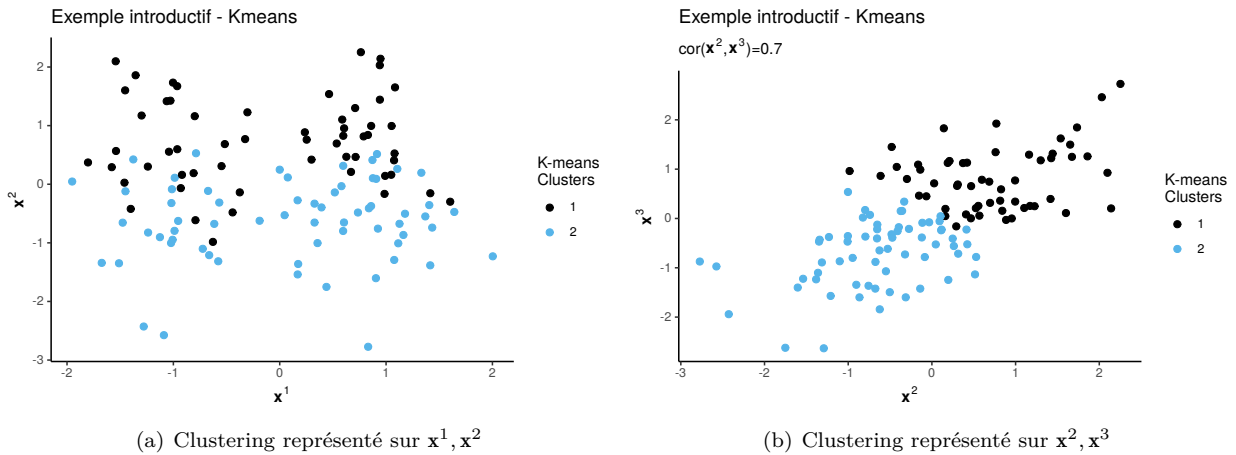 Exemple introductif - Kmeans
2
1
0
-1
-2
-3
x²
-2
-1
0
1
2
x¹
K-means
Clusters
1
2
(a) Clustering représenté sur x¹, x²
Exemple introductif - Kmeans
cor(x²,x³)=0.7
2
1
0
-1
-2
x³
-3
-2
-1
0
1
2
x²
K-means
Clusters
1
2
(b) Clustering représenté sur x², x³